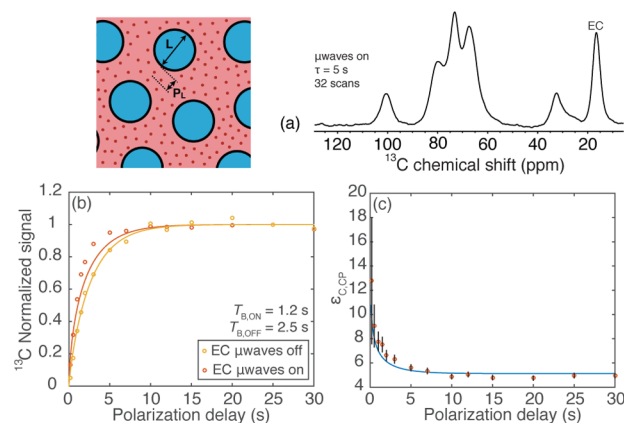 L
P_L
EC
μwaves on
τ = 5 s
32 scans
(a)
120 100 80 60 40 20
¹³C chemical shift (ppm)
(b)
1.2
1
0.8
0.6
0.4
0.2
0
¹³C Normalized signal
T_B,ON = 1.2 s
T_B,OFF = 2.5 s
EC μwaves off
EC μwaves on
0 5 10 15 20 25 30
Polarization delay (s)
(c)
20
18
16
14
12
10
8
6
4
ε_C,CP
0 5 10 15 20 25 30
Polarization delay (s)